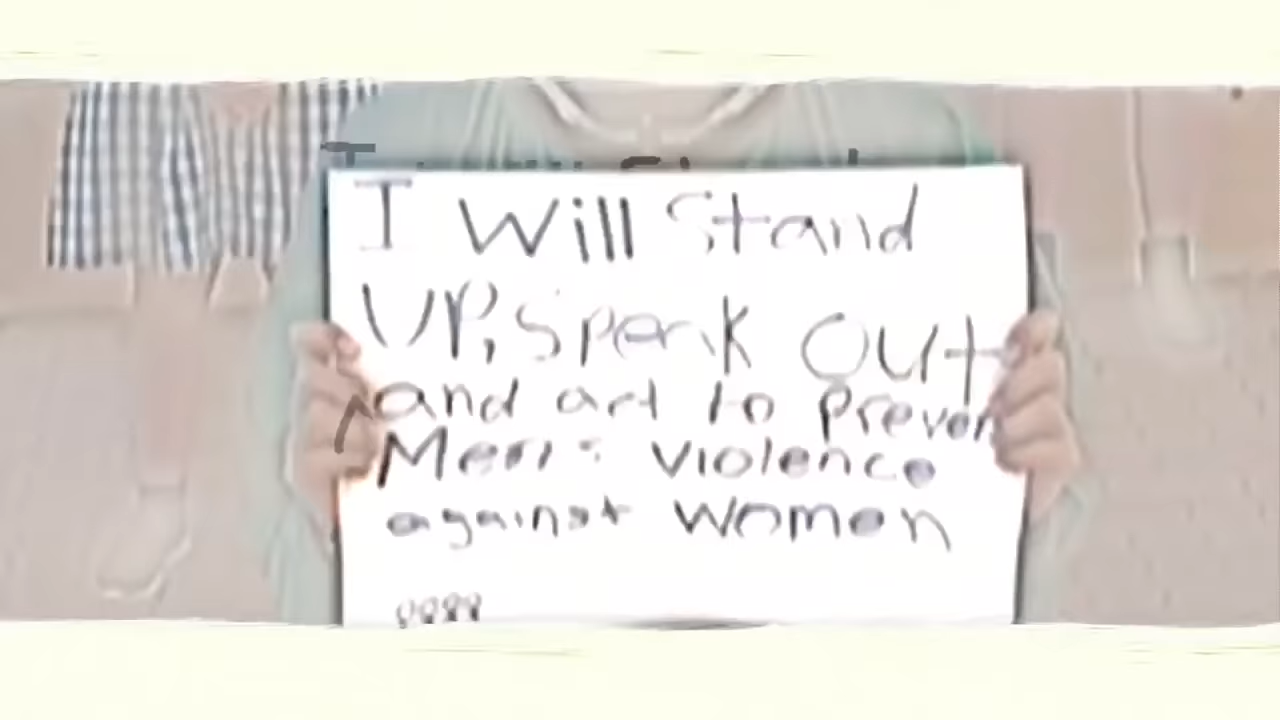 I Will Stand
UP, Speak Out
and act to Preven
Men's violence
against women